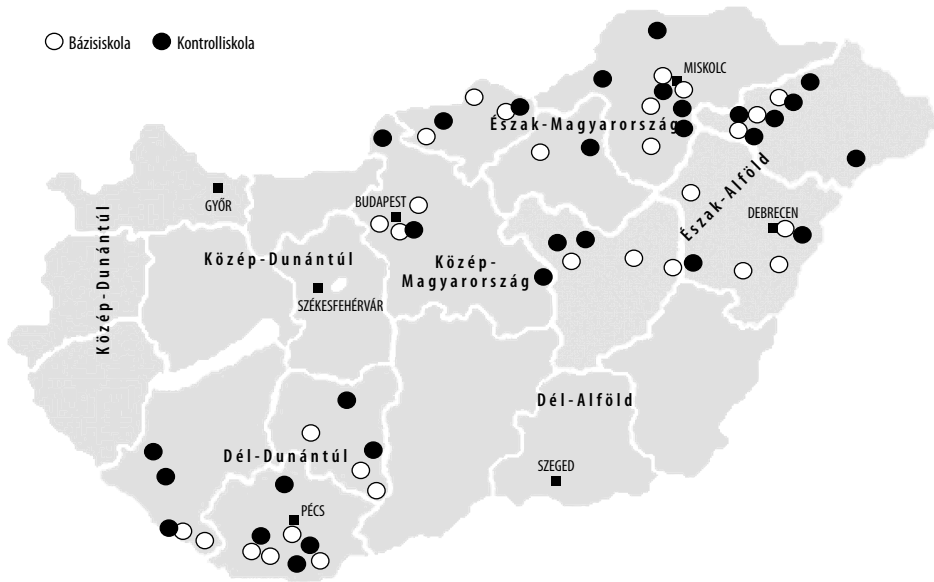 Bázisiskola
Kontrolliskola
MISKOLC
Észak-Magyarország
GYŐR
BUDAPEST
DEBRECEN
Észak-Alföld
Közép-Dunántúl
Közép-Dunántúl
Közép-
Magyarország
SZÉKESFEHÉRVÁR
Dél-Alföld
Dél-Dunántúl
SZEGED
PÉCS